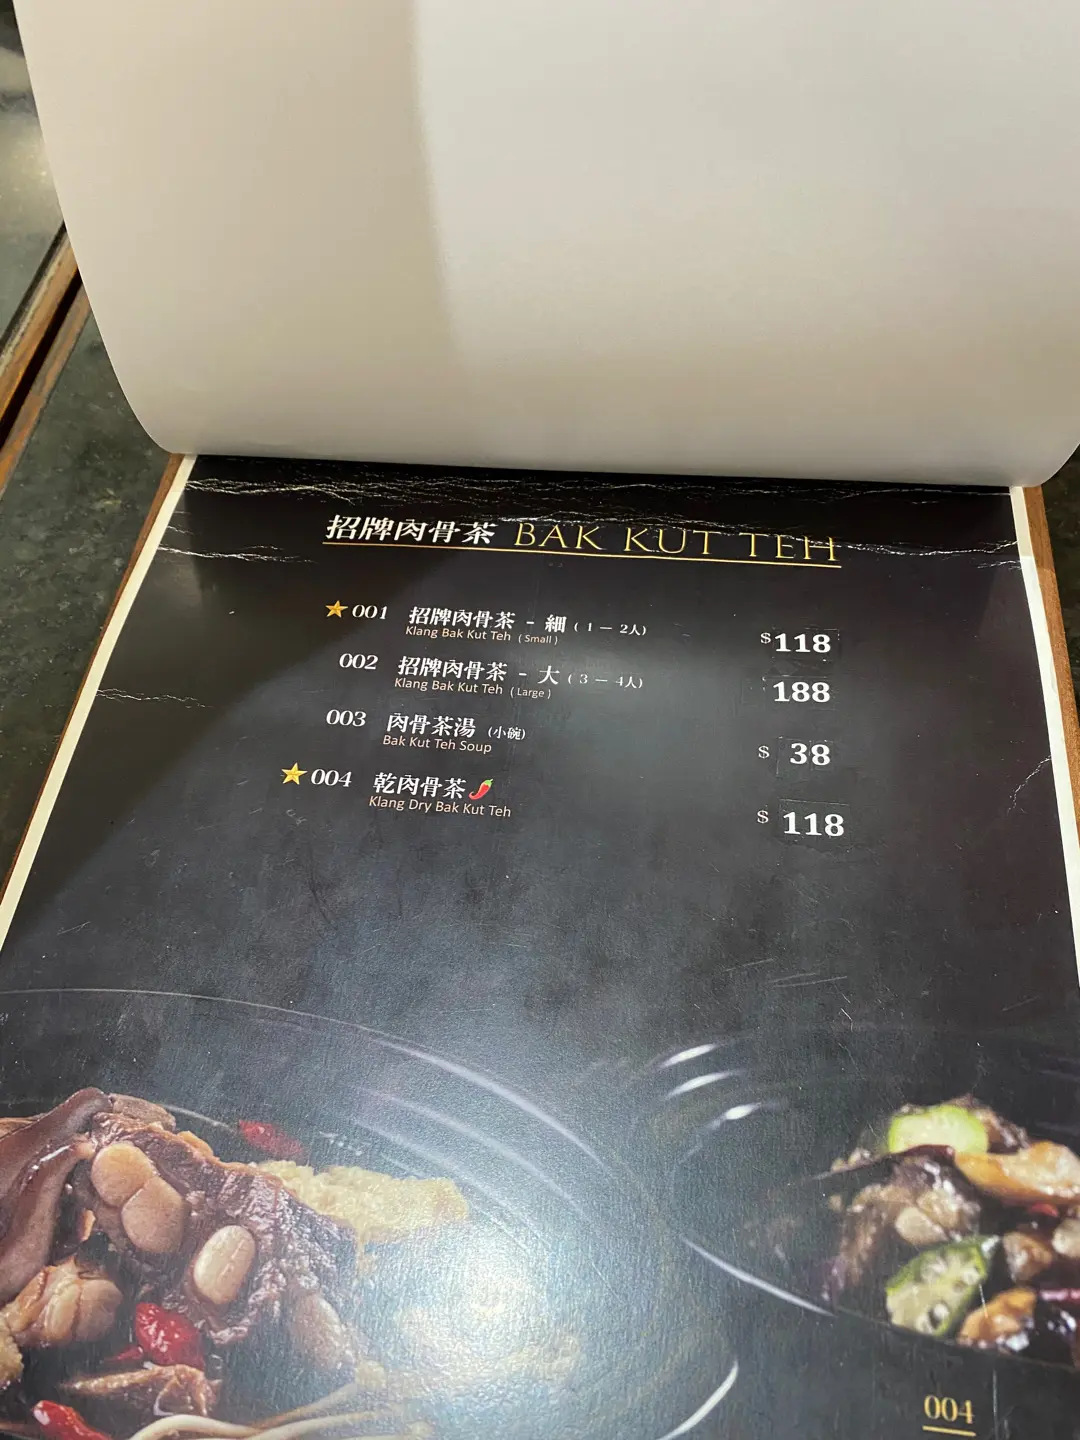 招牌肉骨茶 BAK KUT TEH
001 招牌肉骨茶 - 細 ( 1 — 2人) $118
Klang Bak Kut Teh ( Small )
002 招牌肉骨茶 - 大 ( 3 — 4人) 188
Klang Bak Kut Teh ( Large )
003 肉骨茶湯 (小碗) $ 38
Bak Kut Teh Soup
004 乾肉骨茶 $ 118
Klang Dry Bak Kut Teh
004